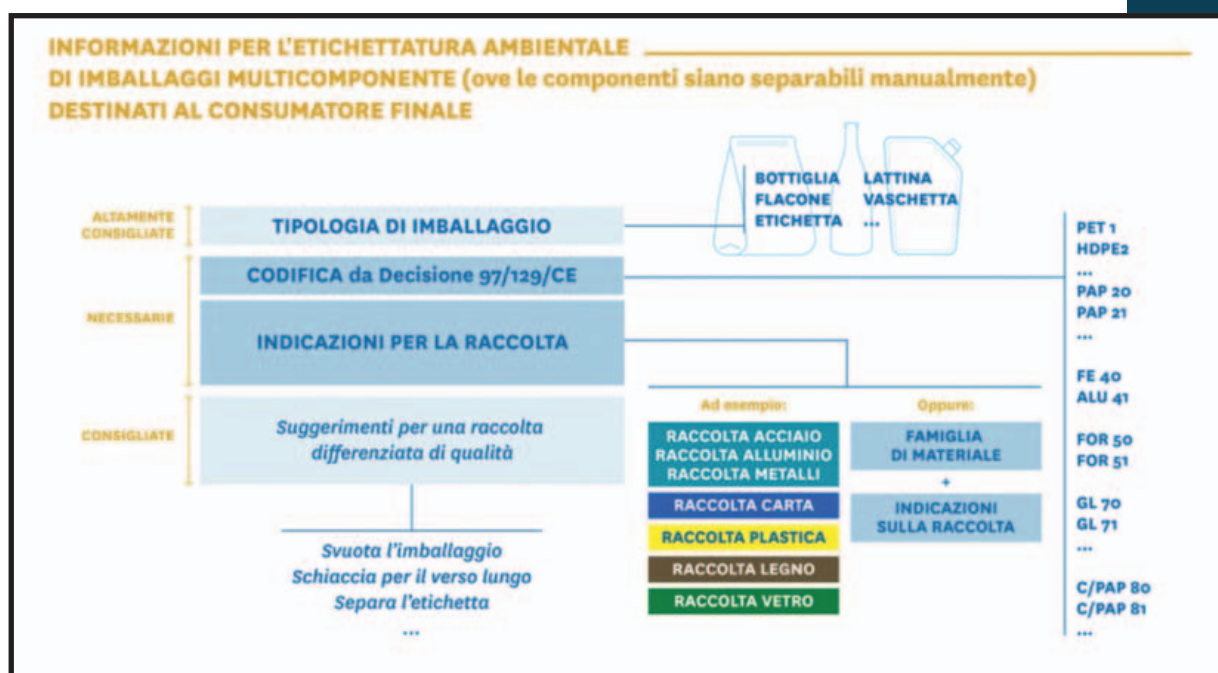 INFORMAZIONI PER L'ETICHETTATURA AMBIENTALE
DI IMBALLAGGI MULTICOMPONENTE (ove le componenti siano separabili manualmente)
DESTINATI AL CONSUMATORE FINALE
BOTTIGLIA LATTINA
FLACONE VASCHETTA
ETICHETTA ...
ALTAMENTE
CONSIGLIATE
TIPOLOGIA DI IMBALLAGGIO
CODIFICA da Decisione 97/129/CE
NECESSARIE
INDICAZIONI PER LA RACCOLTA
CONSIGLIATE
Suggerimenti per una raccolta
differenziata di qualità
Svuota l'imballaggio
Schiaccia per il verso lungo
Separa l'etichetta
...
Ad esempio:
RACCOLTA ACCIAIO
RACCOLTA ALLUMINIO
RACCOLTA METALLI
RACCOLTA CARTA
RACCOLTA PLASTICA
RACCOLTA LEGNO
RACCOLTA VETRO
Oppure:
FAMIGLIA
DI MATERIALE
+
INDICAZIONI
SULLA RACCOLTA
PET 1
HDPE2
...
PAP 20
PAP 21
...
FE 40
ALU 41
FOR 50
FOR 51
GL 70
GL 71
...
C/PAP 80
C/PAP 81
...